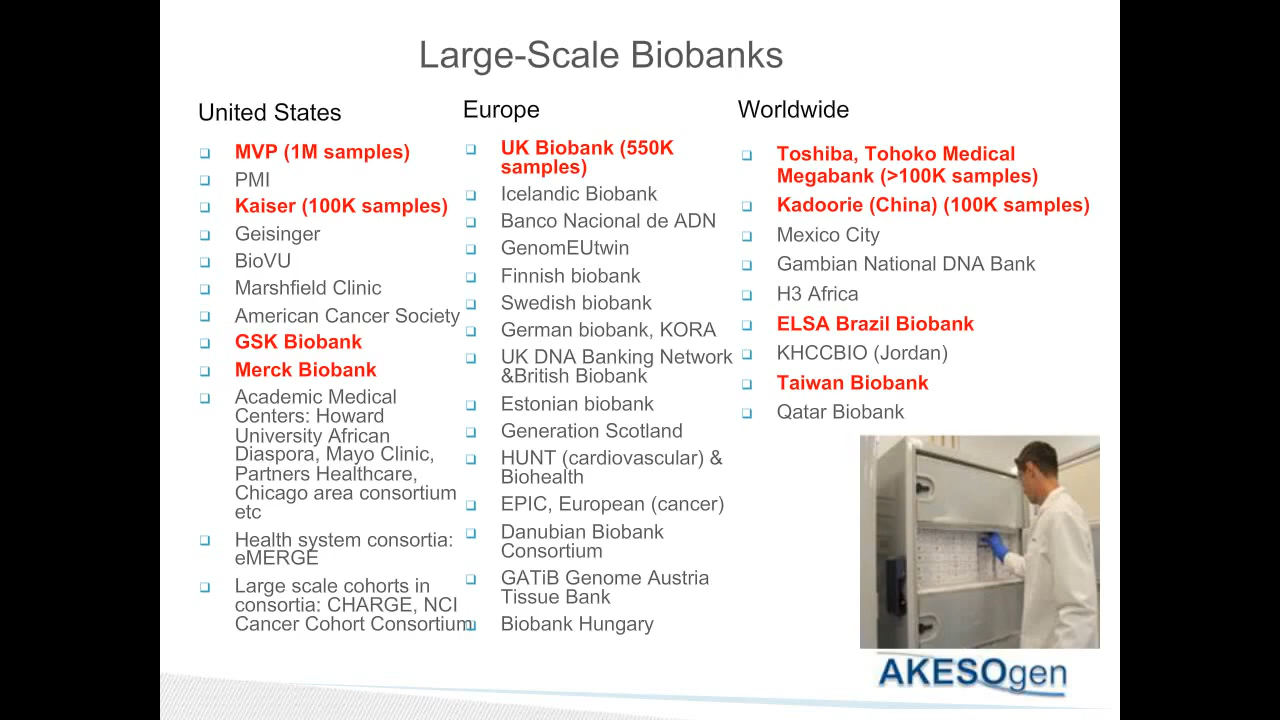 Large-Scale Biobanks
United States
MVP (1M samples)
PMI
Kaiser (100K samples)
Geisinger
BioVU
Marshfield Clinic
American Cancer Society
GSK Biobank
Merck Biobank
Academic Medical
Centers: Howard
University African
Diaspora, Mayo Clinic,
Partners Healthcare,
Chicago area consortium
etc
Health system consortia:
eMERGE
Large scale cohorts in
consortia: CHARGE, NCI
Cancer Cohort Consortium
Europe
UK Biobank (550K
samples)
Icelandic Biobank
Banco Nacional de ADN
GenomEUtwin
Finnish biobank
Swedish biobank
German biobank, KORA
UK DNA Banking Network
&British Biobank
Estonian biobank
Generation Scotland
HUNT (cardiovascular) &
Biohealth
EPIC, European (cancer)
Danubian Biobank
Consortium
GATiB Genome Austria
Tissue Bank
Biobank Hungary
Worldwide
Toshiba, Tohoko Medical
Megabank (>100K samples)
Kadoorie (China) (100K samples)
Mexico City
Gambian National DNA Bank
H3 Africa
ELSA Brazil Biobank
KHCCBIO (Jordan)
Taiwan Biobank
Qatar Biobank
AKESOgen